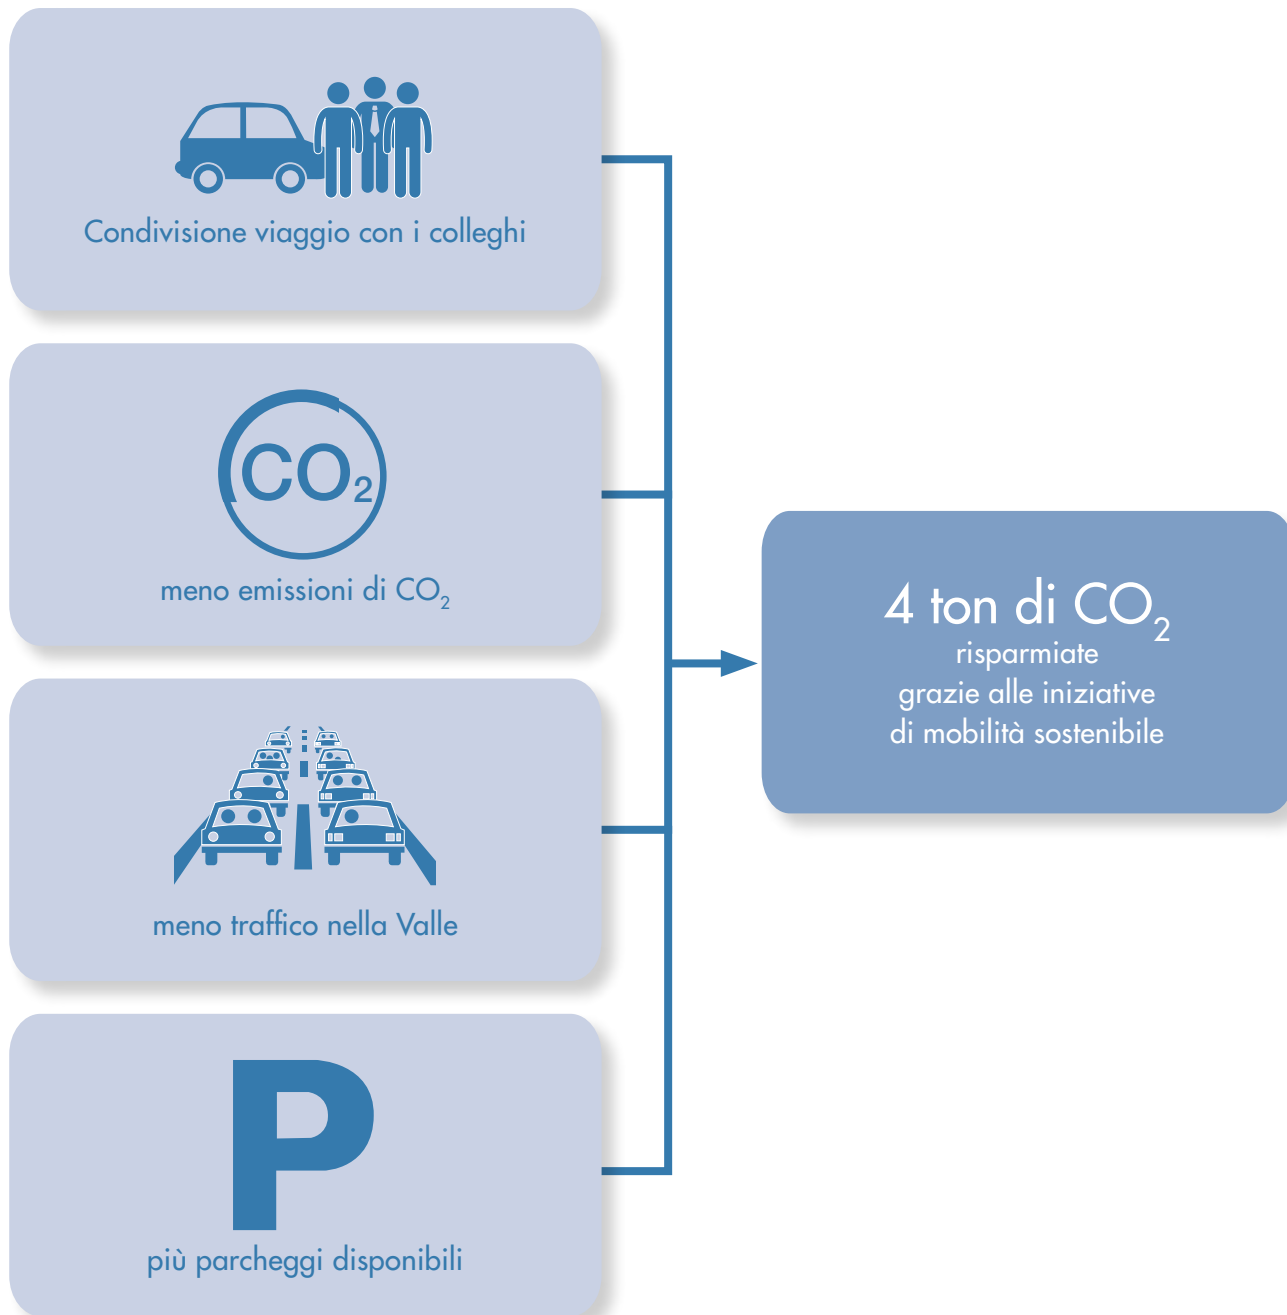 Condivisione viaggio con i colleghi
CO₂
meno emissioni di CO₂
meno traffico nella Valle
P
più parcheggi disponibili
4 ton di CO₂
risparmiate
grazie alle iniziative
di mobilità sostenibile